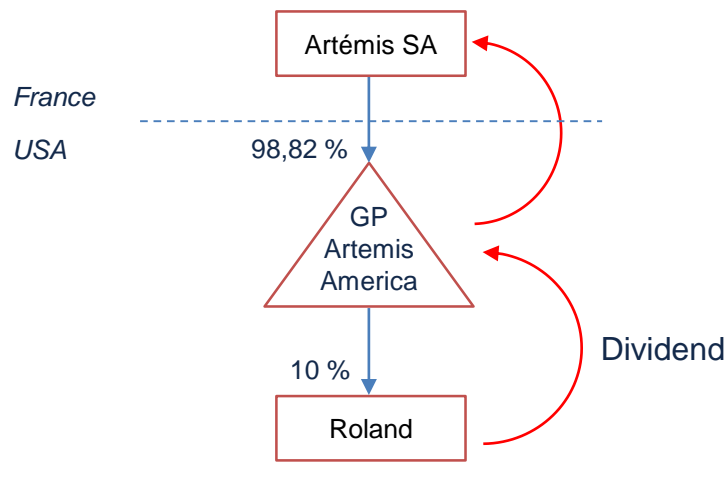 Artémis SA
France
USA
98,82 %
GP
Artemis
America
Dividend
10 %
Roland